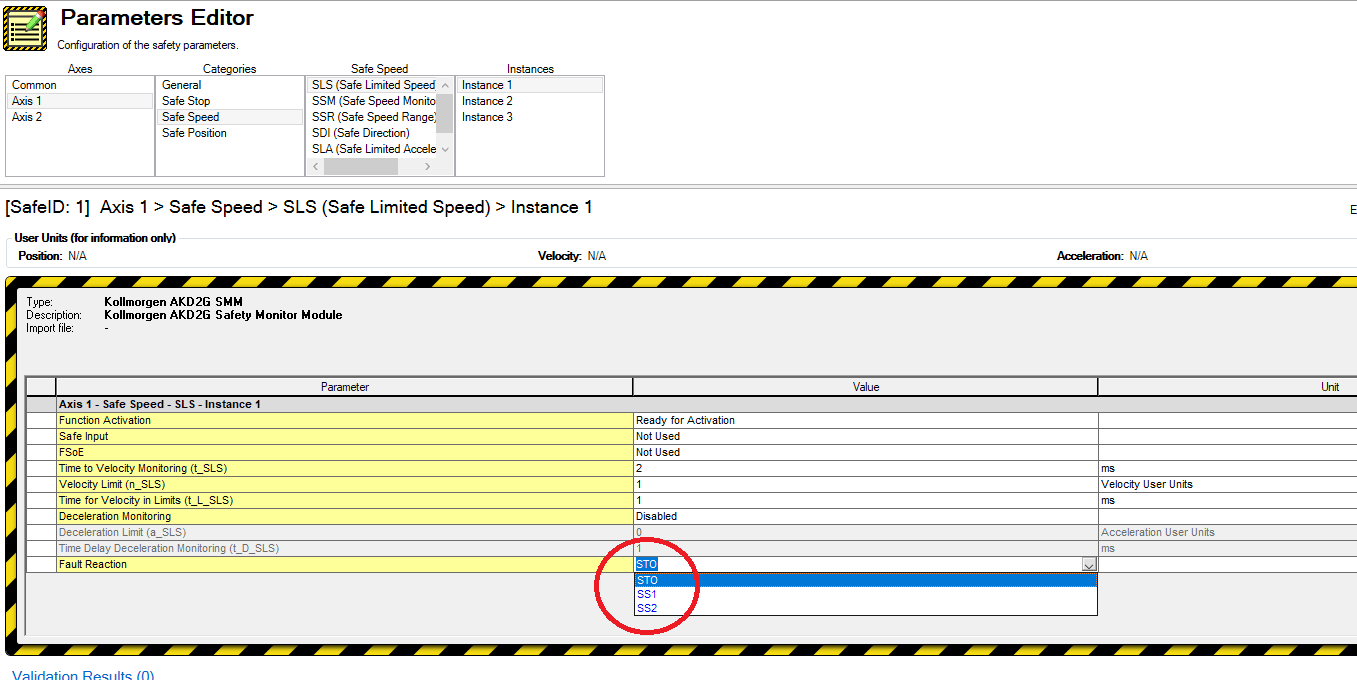 Parameters Editor
Configuration of the safety parameters.
Axes Categories Safe Speed Instances
Common General SLS (Safe Limited Speed Instance 1
Axis 1 Safe Stop SSM (Safe Speed Monito Instance 2
Axis 2 Safe Speed SSR (Safe Speed Range) Instance 3
Safe Position SDI (Safe Direction)
SLA (Safe Limited Accele
[SafeID: 1] Axis 1 > Safe Speed > SLS (Safe Limited Speed) > Instance 1
E
User Units (for information only)
Position: N/A Velocity: N/A Acceleration: N/A
Type: Kollmorgen AKD2G SMM
Description: Kollmorgen AKD2G Safety Monitor Module
Import file: -
Parameter Value Unit
Axis 1 - Safe Speed - SLS - Instance 1
Function Activation Ready for Activation
Safe Input Not Used
FSoE Not Used
Time to Velocity Monitoring (t_SLS) 2 ms
Velocity Limit (n_SLS) 1 Velocity User Units
Time for Velocity in Limits (t_L_SLS) 1 ms
Deceleration Monitoring Disabled
Deceleration Limit (a_SLS) 0 Acceleration User Units
Time Delay Deceleration Monitoring (t_D_SLS) 1 ms
Fault Reaction STO
STO
SS1
SS2
Validation Results (0)